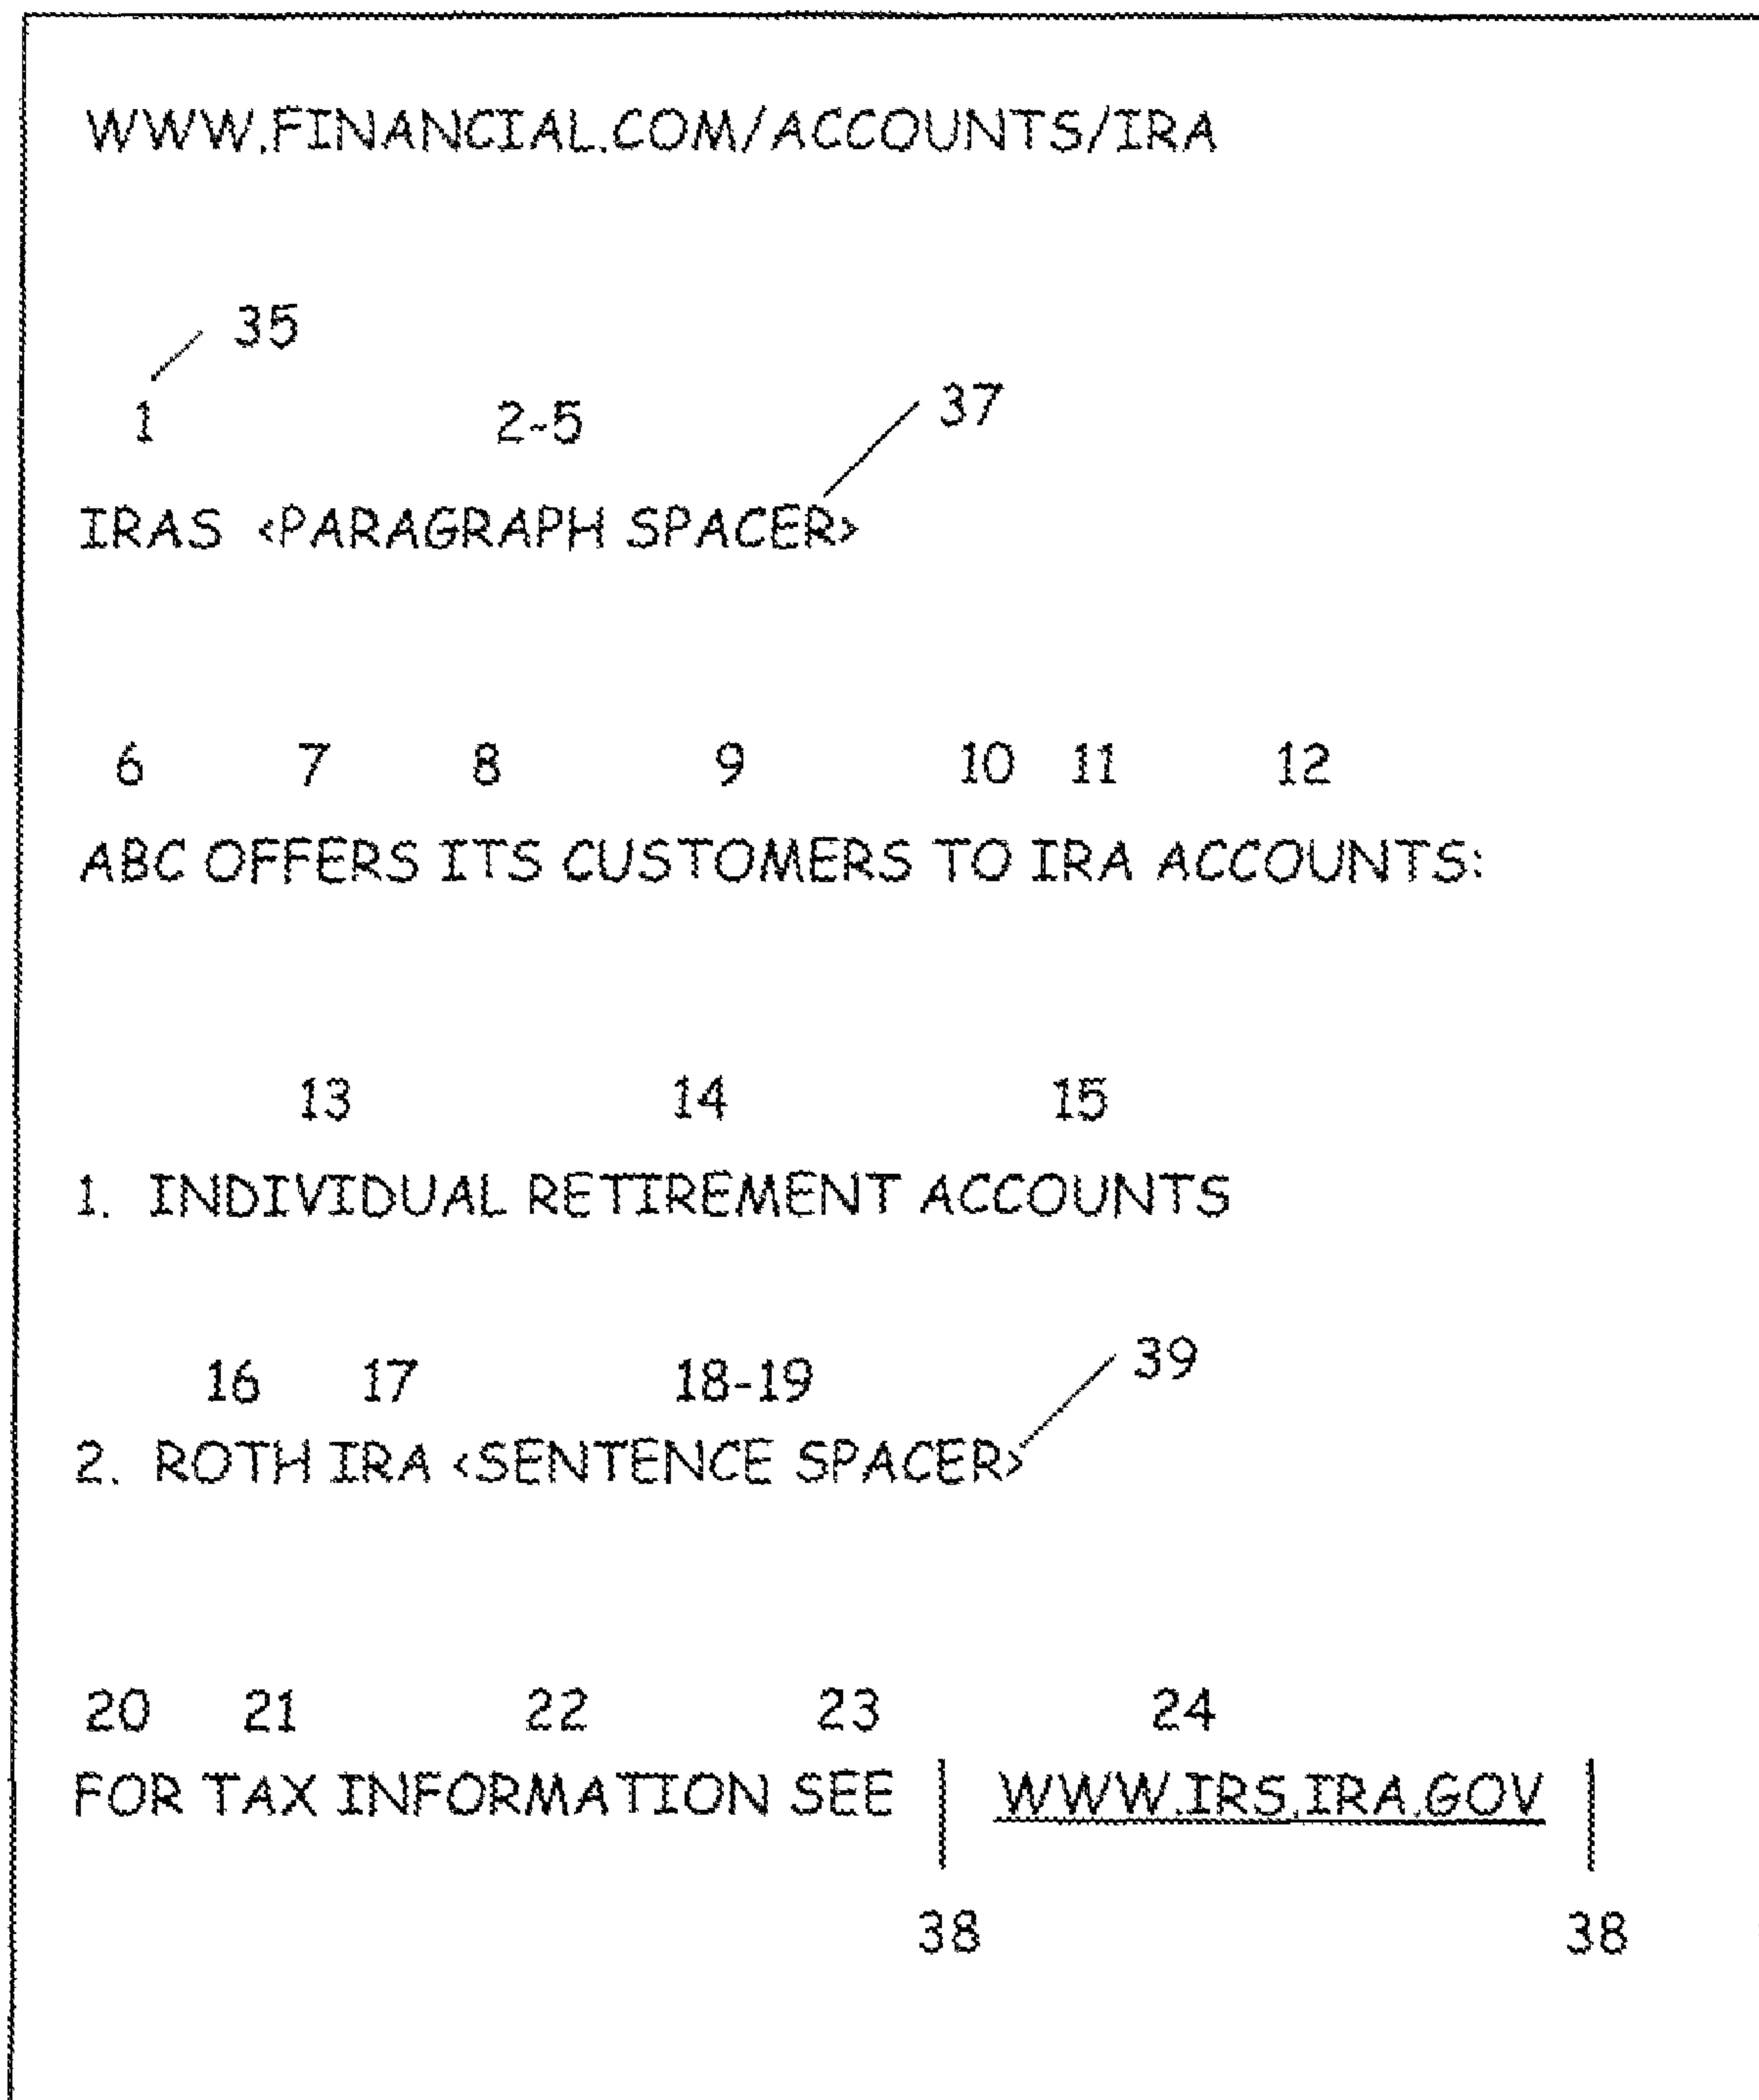 WWW.FINANCIAL.COM/ACCOUNTS/IRA
35
1 2-5 37
IRAS <PARAGRAPH SPACER>
6 7 8 9 10 11 12
ABC OFFERS ITS CUSTOMERS TO IRA ACCOUNTS:
13 14 15
1. INDIVIDUAL RETIREMENT ACCOUNTS
16 17 18-19 39
2. ROTH IRA <SENTENCE SPACER>
20 21 22 23 24
FOR TAX INFORMATION SEE WWW.IRS.IRA.GOV
38 38